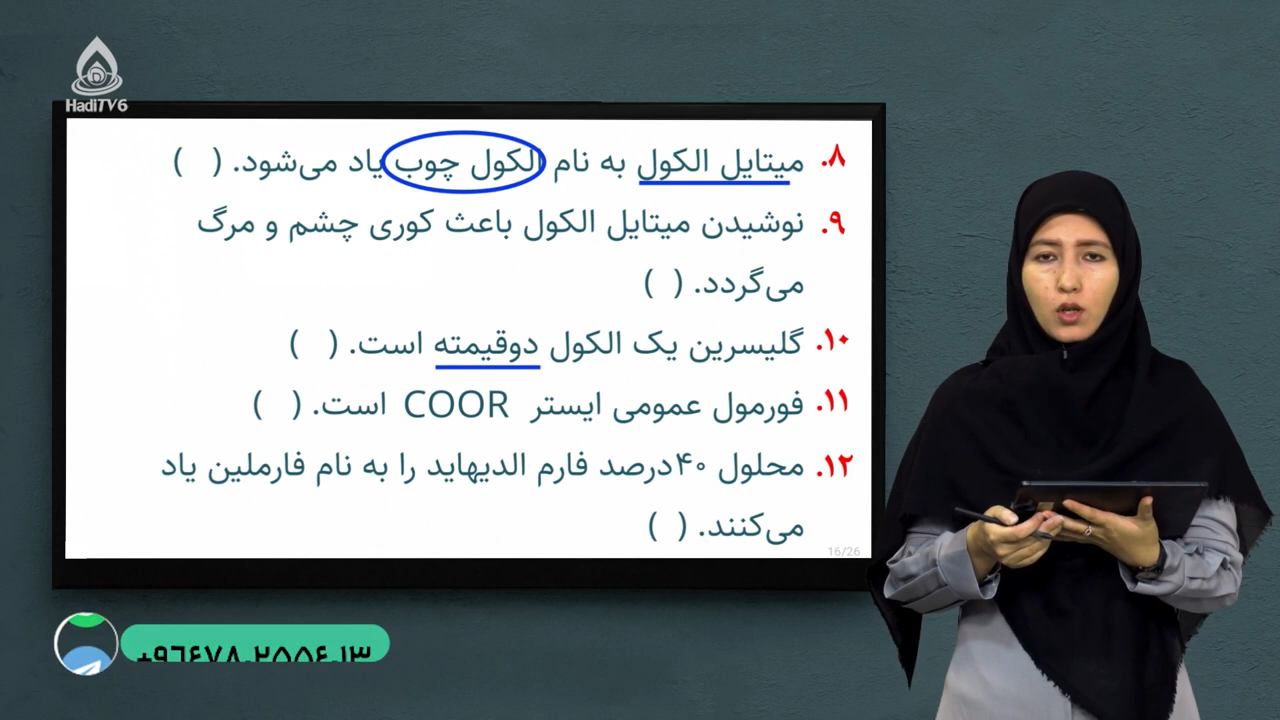 HadiTV6
۸. میتایل الکول به نام الکول چوب یاد می‌شود. (   )
۹. نوشیدن میتایل الکول باعث کوری چشم و مرگ
می‌گردد. (   )
۱۰. گلیسرین یک الکول دوقیمته است. (   )
۱۱. فورمول عمومی ایستر COOR است. (   )
۱۲. محلول ۴۰درصد فارم الدیهاید را به نام فارملین یاد
می‌کنند. (   )
16/26